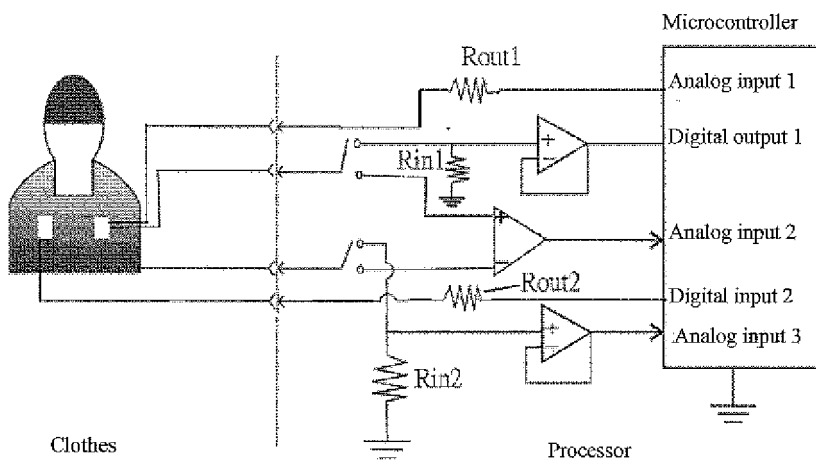 Microcontroller
Rout1
Analog input 1
Digital output 1
Rin1
Analog input 2
Rout2
Digital input 2
Analog input 3
Rin2
Clothes
Processor